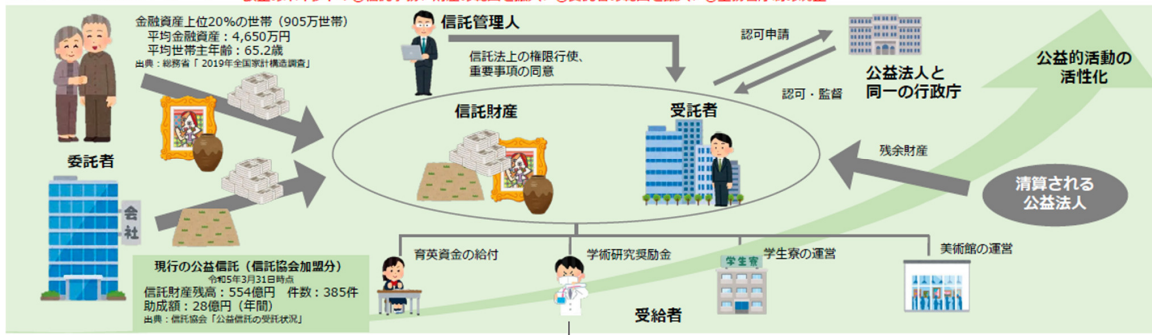 金融資産上位20%の世帯（905万世帯）
平均金融資産：4,650万円
平均世帯主年齢：65.2歳
出典：総務省「 2019年全国家計構造調査」
委託者
会社
信託管理人
信託法上の権限行使、
重要事項の同意
信託財産
受託者
認可申請
認可・監督
公益法人と
同一の行政庁
公益的活動の
活性化
残余財産
清算される
公益法人
現行の公益信託（信託協会加盟分）
令和5年3月31日時点
信託財産残高：554億円　件数：385件
助成額：28億円（年間）
出典：信託協会「公益信託の受託状況」
育英資金の給付
学術研究奨励金
学生寮の運営
学生寮
美術館の運営
受給者